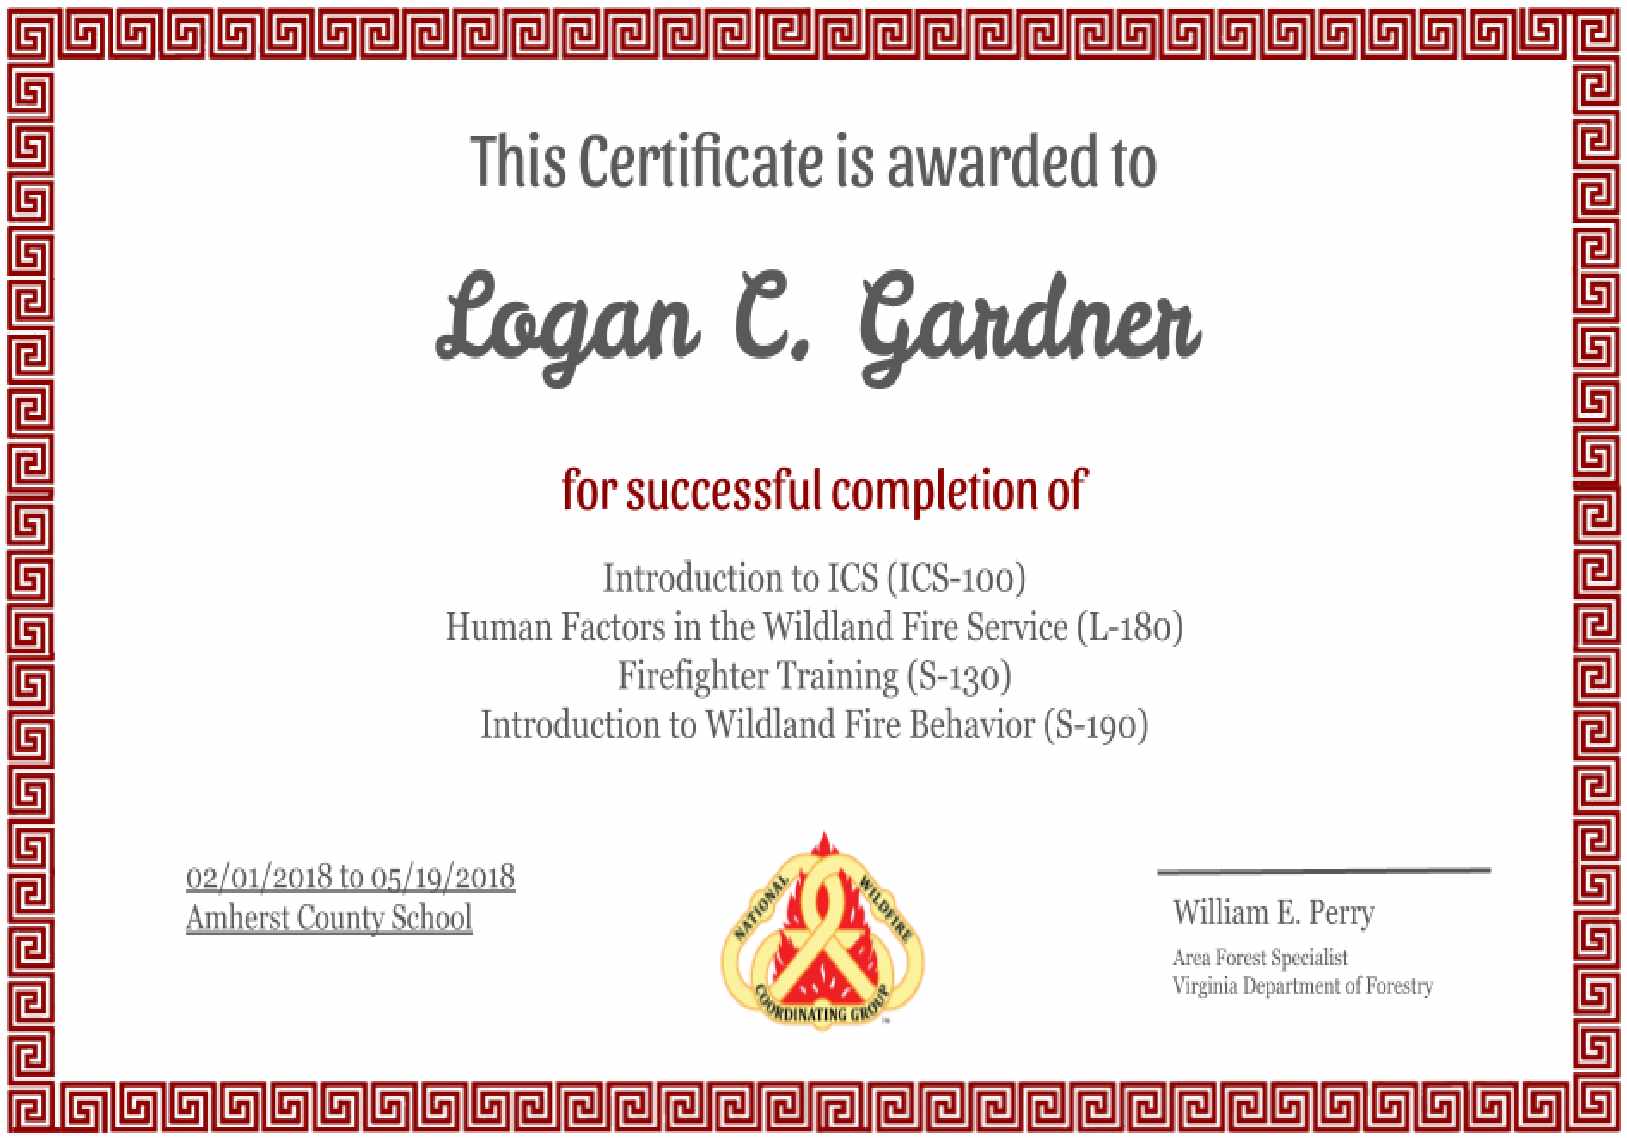 This Certificate is awarded to
Logan C. Gardner
for successful completion of
Introduction to ICS (ICS-100)
Human Factors in the Wildland Fire Service (L-180)
Firefighter Training (S-130)
Introduction to Wildland Fire Behavior (S-190)
02/01/2018 to 05/19/2018
Amherst County School
NATIONAL WILDFIRE
COORDINATING GROUP
™
William E. Perry
Area Forest Specialist
Virginia Department of Forestry